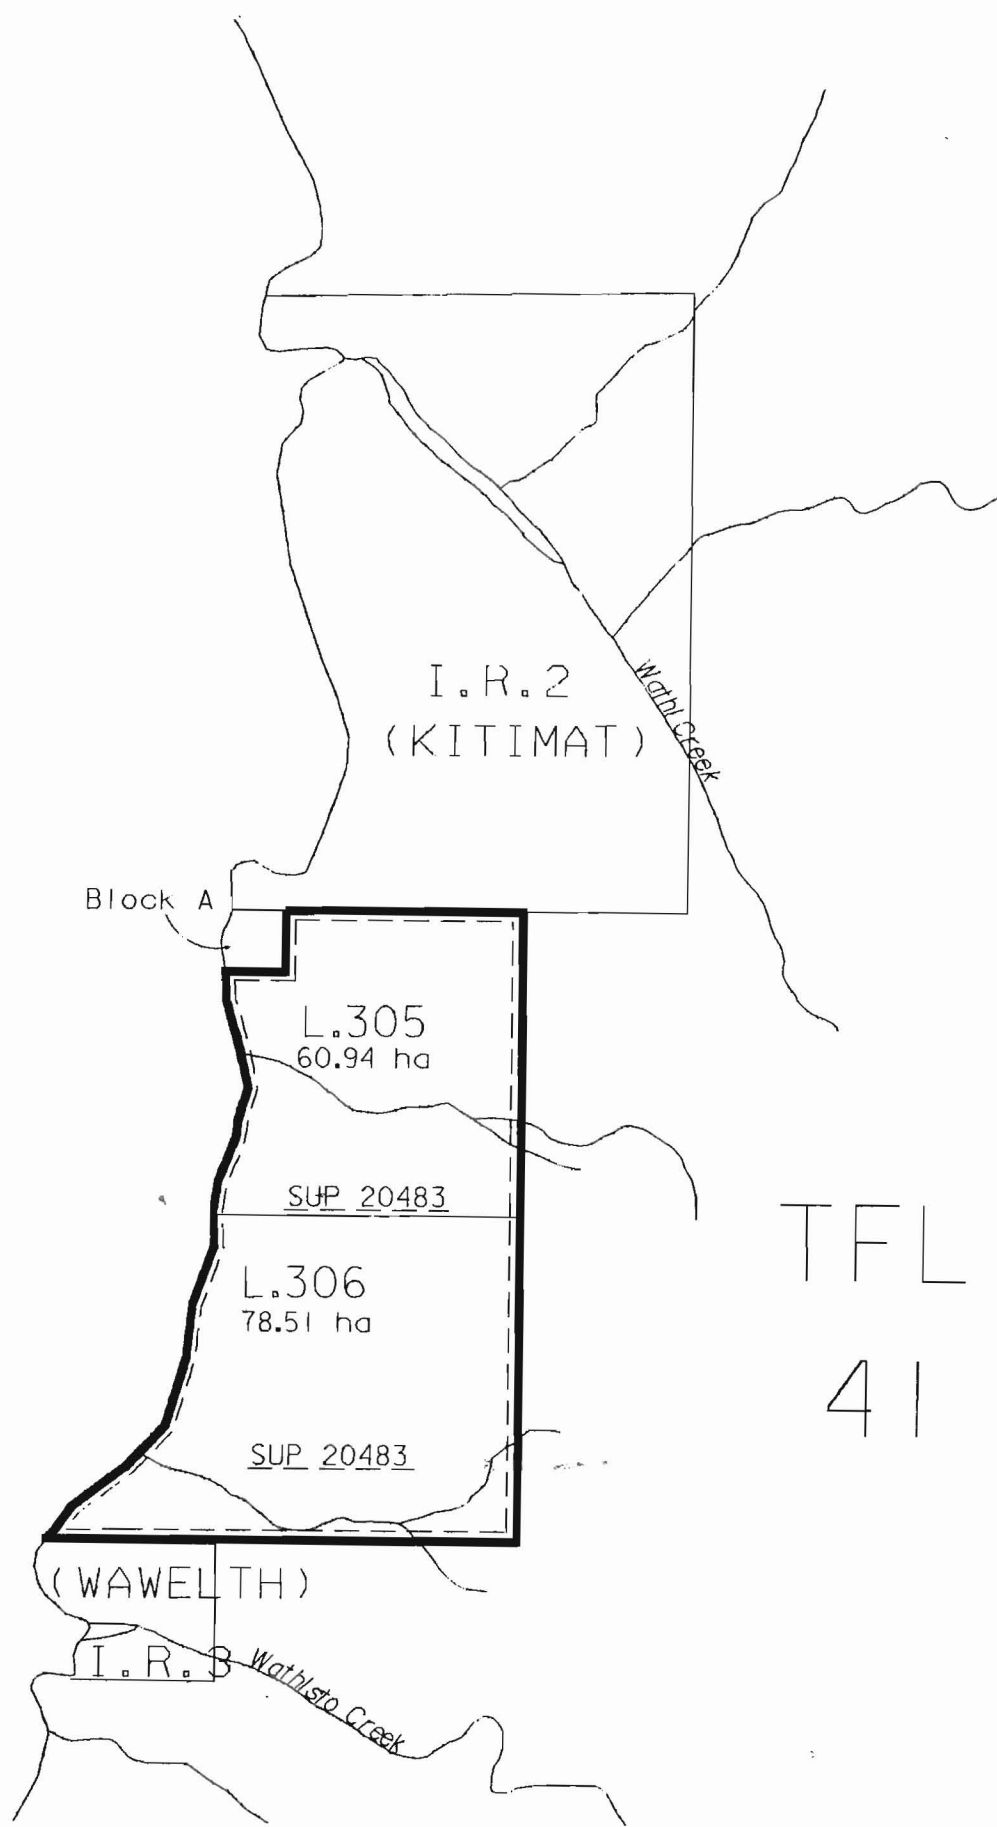 I.R.2
(KITIMAT)
Wathl Creek
Block A
L.305
60.94 ha
SUP 20483
TFL
41
L.306
78.51 ha
SUP 20483
(WAWELTH)
I.R.3
Wathlsto Creek